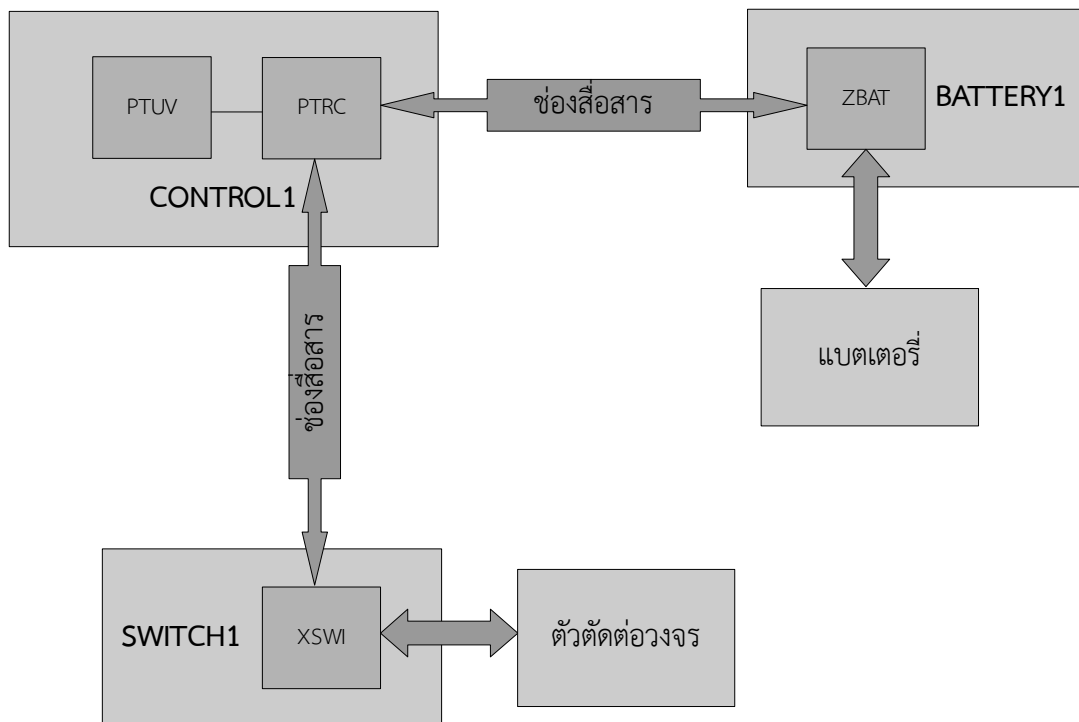 PTUV
PTRC
CONTROL1
ช่องสื่อสาร
ZBAT
BATTERY1
แบตเตอรี่
ช่องสื่อสาร
SWITCH1
XSWI
ตัวตัดต่อวงจร